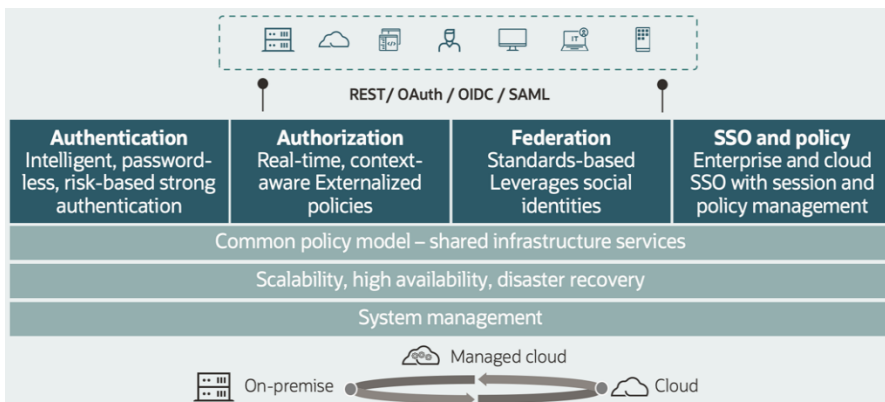 IT
REST/ OAuth / OIDC / SAML
Authentication
Intelligent, password-
less, risk-based strong
authentication
Authorization
Real-time, context-
aware Externalized
policies
Federation
Standards-based
Leverages social
identities
SSO and policy
Enterprise and cloud
SSO with session and
policy management
Common policy model – shared infrastructure services
Scalability, high availability, disaster recovery
System management
Managed cloud
On-premise
Cloud